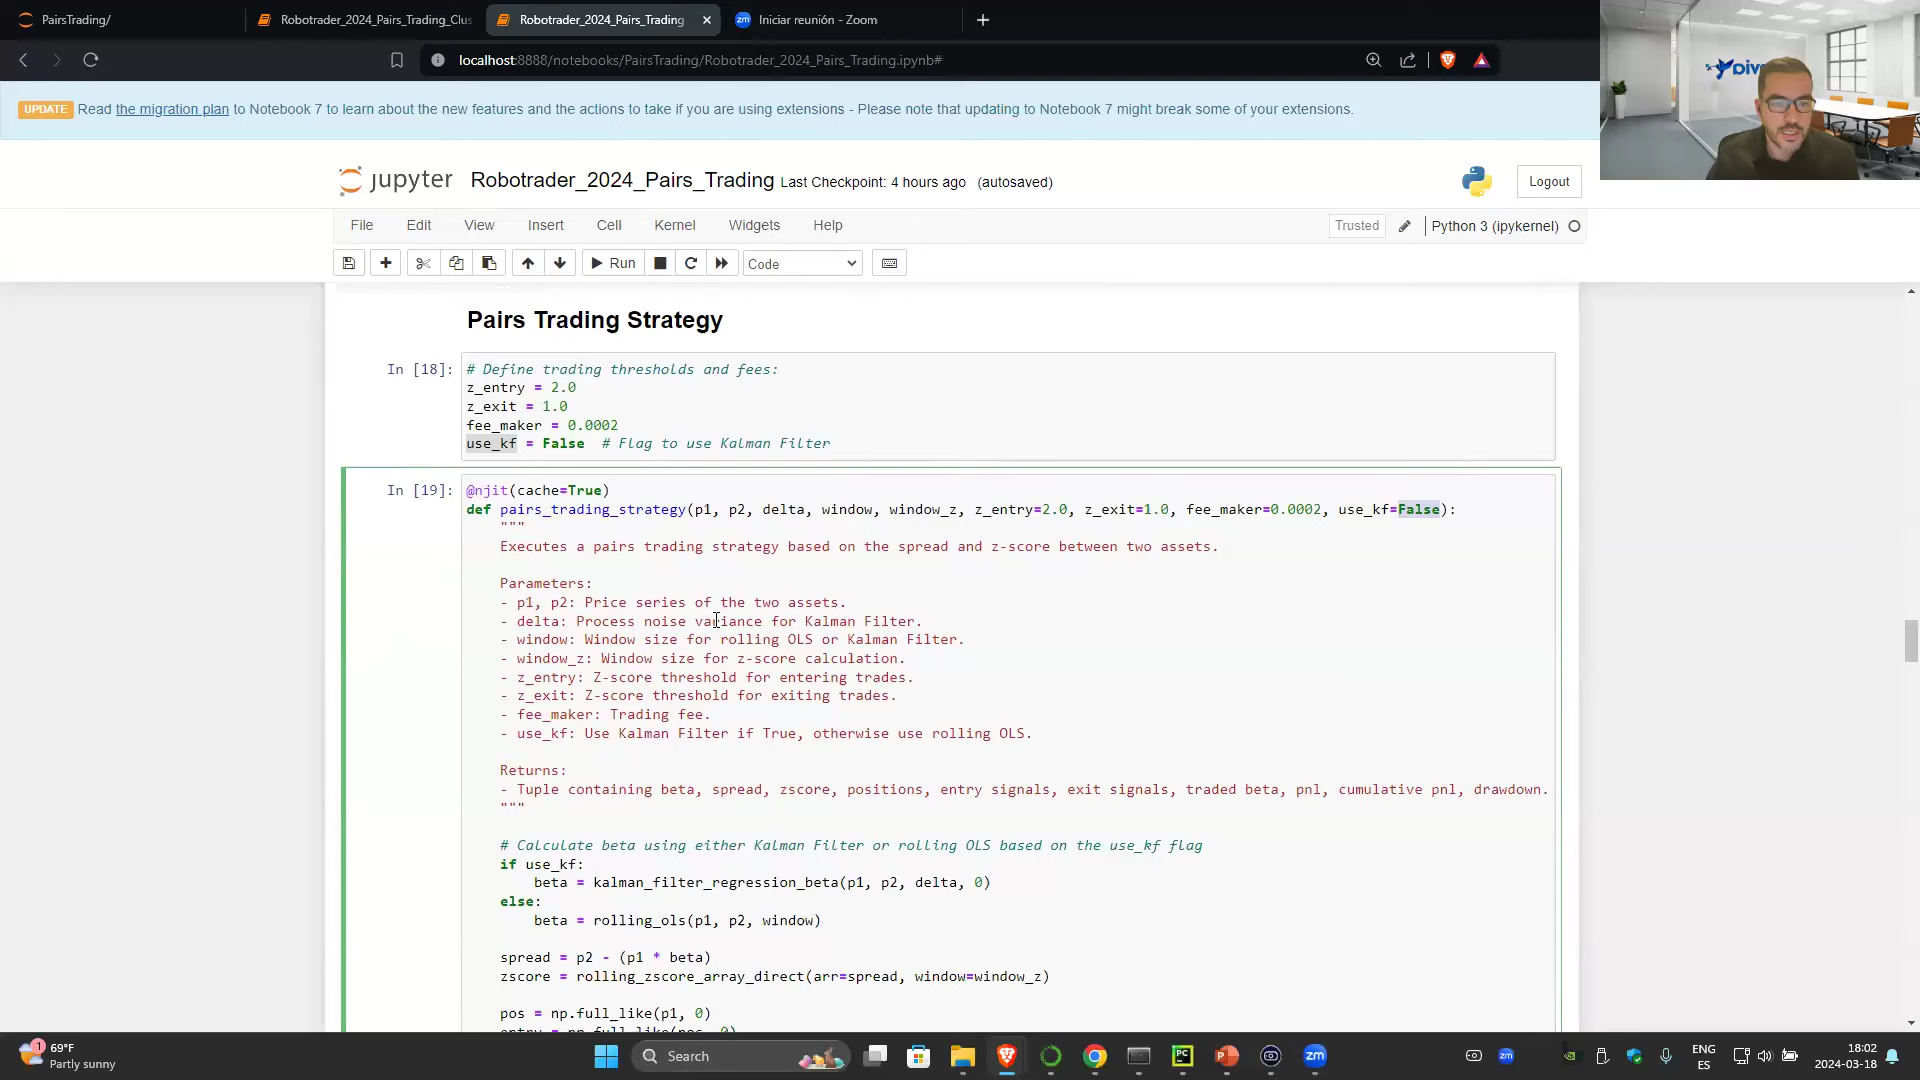 PairsTrading/
Robotrader_2024_Pairs_Trading_Clus
Robotrader_2024_Pairs_Trading
Iniciar reunión - Zoom
localhost:8888/notebooks/PairsTrading/Robotrader_2024_Pairs_Trading.ipynb#
UPDATE Read the migration plan to Notebook 7 to learn about the new features and the actions to take if you are using extensions - Please note that updating to Notebook 7 might break some of your extensions.
jupyter Robotrader_2024_Pairs_Trading Last Checkpoint: 4 hours ago (autosaved)
Logout
File Edit View Insert Cell Kernel Widgets Help
Trusted
Python 3 (ipykernel)
Run
Code
Pairs Trading Strategy
In [18]:
# Define trading thresholds and fees:
z_entry = 2.0
z_exit = 1.0
fee_maker = 0.0002
use_kf = False  # Flag to use Kalman Filter
In [19]:
@njit(cache=True)
def pairs_trading_strategy(p1, p2, delta, window, window_z, z_entry=2.0, z_exit=1.0, fee_maker=0.0002, use_kf=False):
"""
Executes a pairs trading strategy based on the spread and z-score between two assets.
Parameters:
- p1, p2: Price series of the two assets.
- delta: Process noise variance for Kalman Filter.
- window: Window size for rolling OLS or Kalman Filter.
- window_z: Window size for z-score calculation.
- z_entry: Z-score threshold for entering trades.
- z_exit: Z-score threshold for exiting trades.
- fee_maker: Trading fee.
- use_kf: Use Kalman Filter if True, otherwise use rolling OLS.
Returns:
- Tuple containing beta, spread, zscore, positions, entry signals, exit signals, traded beta, pnl, cumulative pnl, drawdown.
"""
# Calculate beta using either Kalman Filter or rolling OLS based on the use_kf flag
if use_kf:
beta = kalman_filter_regression_beta(p1, p2, delta, 0)
else:
beta = rolling_ols(p1, p2, window)
spread = p2 - (p1 * beta)
zscore = rolling_zscore_array_direct(arr=spread, window=window_z)
pos = np.full_like(p1, 0)
entry = np.full_like(pos, 0)
1
69°F
Partly sunny
Search
zm
PC
ENG
ES
18:02
2024-03-18